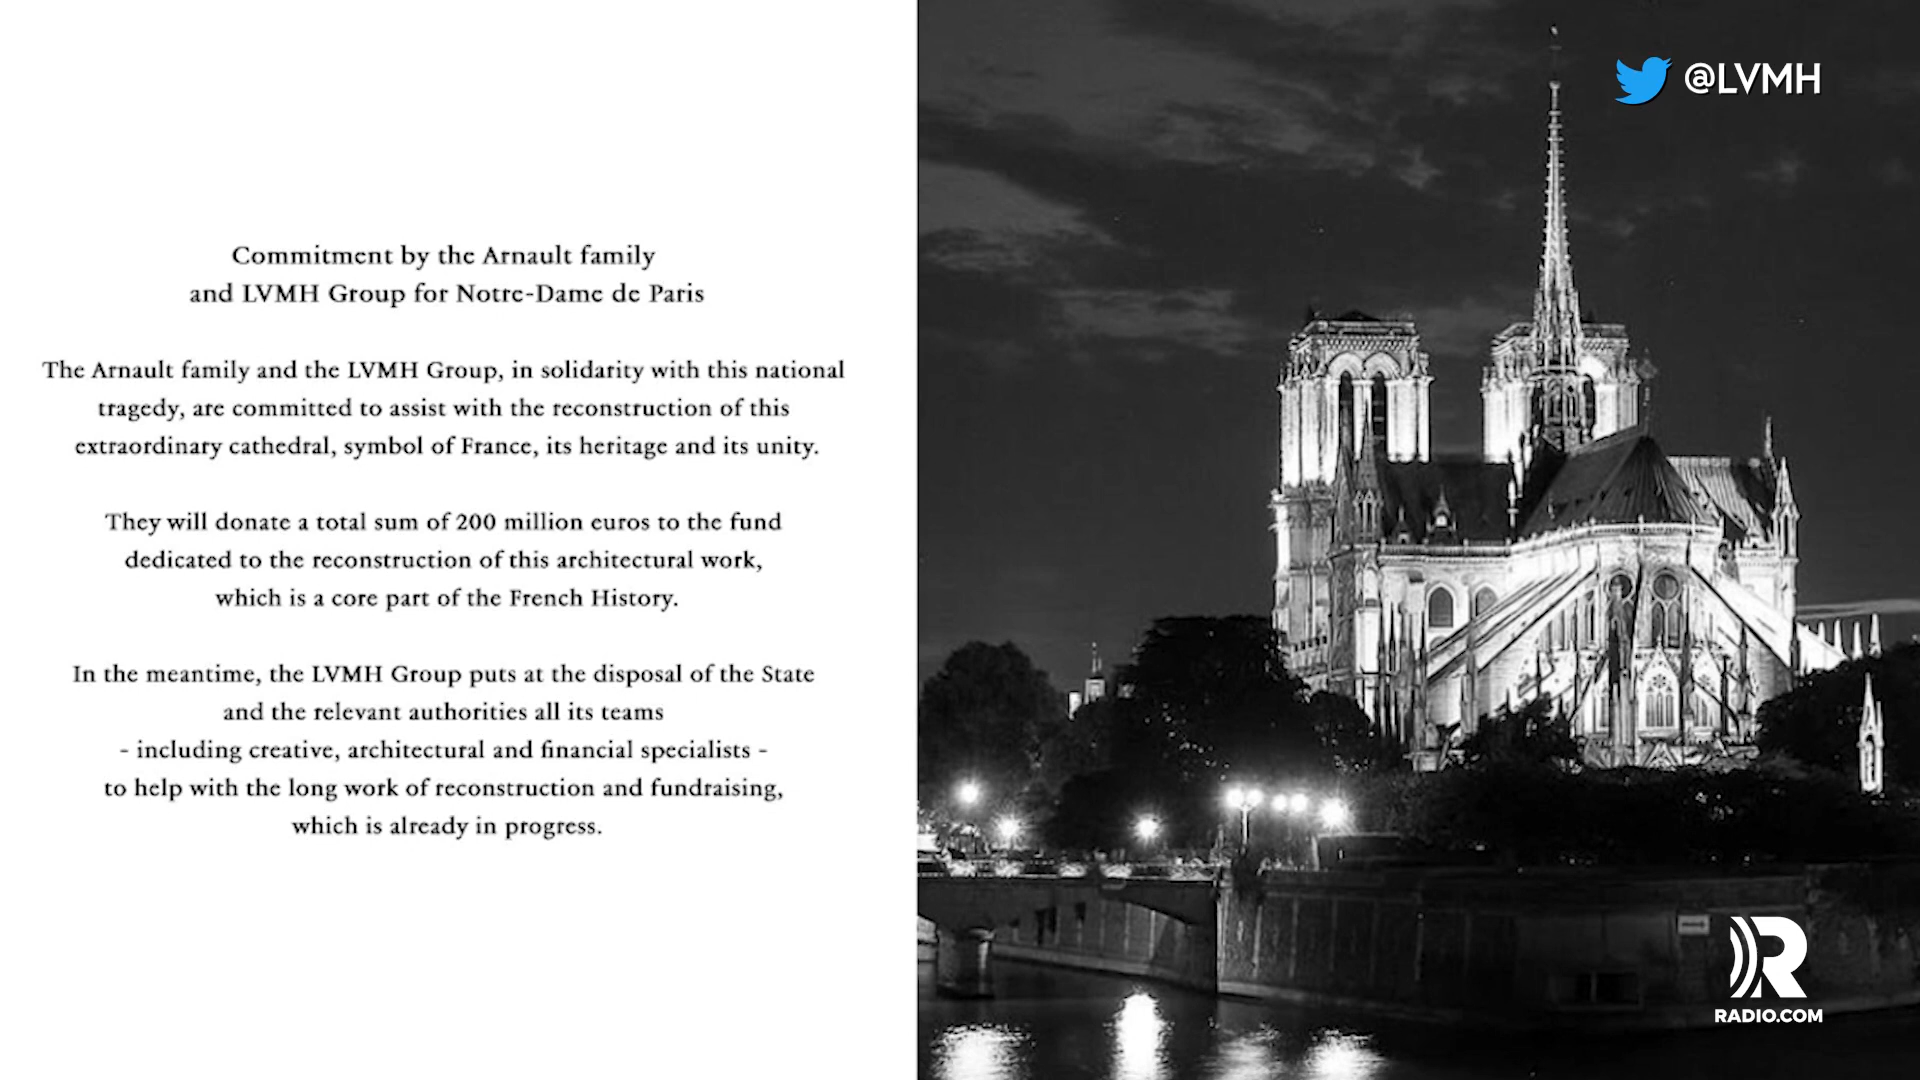 Commitment by the Arnault family
and LVMH Group for Notre-Dame de Paris
The Arnault family and the LVMH Group, in solidarity with this national
tragedy, are committed to assist with the reconstruction of this
extraordinary cathedral, symbol of France, its heritage and its unity.
They will donate a total sum of 200 million euros to the fund
dedicated to the reconstruction of this architectural work,
which is a core part of the French History.
In the meantime, the LVMH Group puts at the disposal of the State
and the relevant authorities all its teams
- including creative, architectural and financial specialists -
to help with the long work of reconstruction and fundraising,
which is already in progress.
@LVMH
R
RADIO.COM